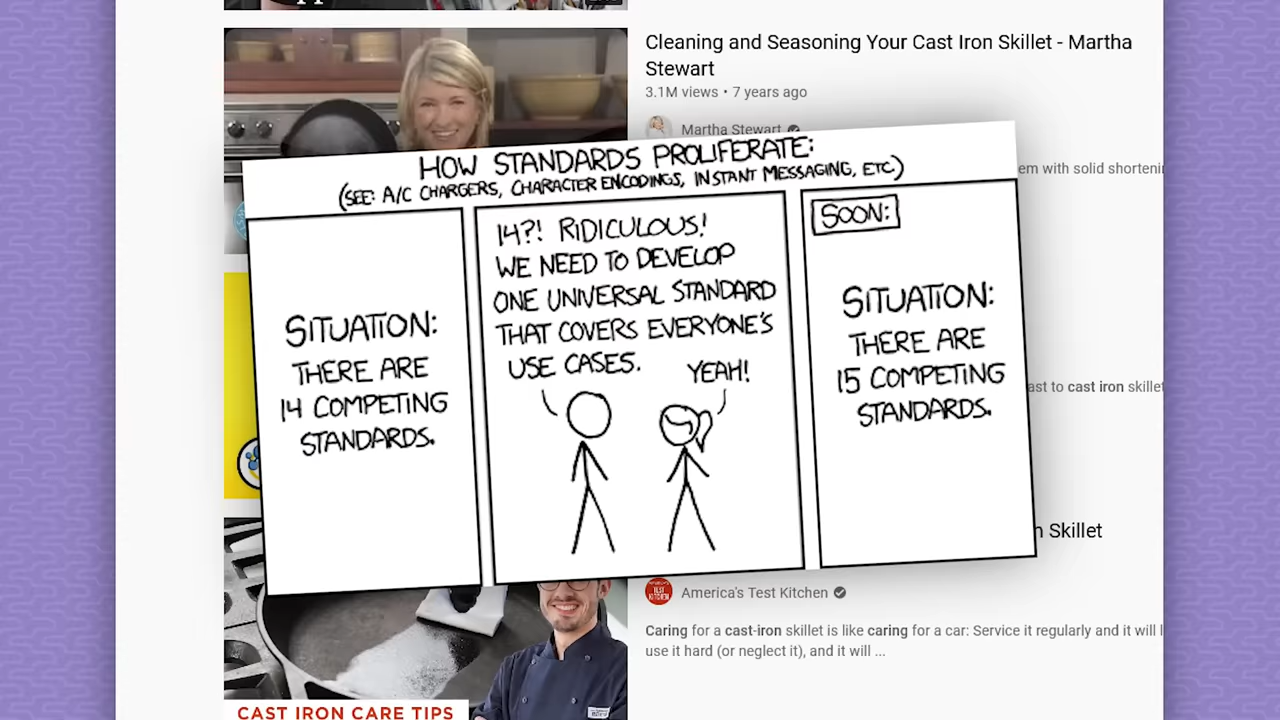 Cleaning and Seasoning Your Cast Iron Skillet - Martha
Stewart
3.1M views • 7 years ago
Martha Stewart
HOW STANDARDS PROLIFERATE:
(SEE: A/C CHARGERS, CHARACTER ENCODINGS, INSTANT MESSAGING, ETC.)
with solid
SITUATION:
THERE ARE
14 COMPETING
STANDARDS.
14?! RIDICULOUS!
WE NEED TO DEVELOP
ONE UNIVERSAL STANDARD
THAT COVERS EVERYONE'S
USE CASES.
YEAH!
SOON:
SITUATION:
THERE ARE
15 COMPETING
STANDARDS.
to cast iron
Skillet
America's Test Kitchen
Caring for a cast-iron skillet is like caring for a car: Service it regularly and it will
use it hard (or neglect it), and it will ...
CAST IRON CARE TIPS